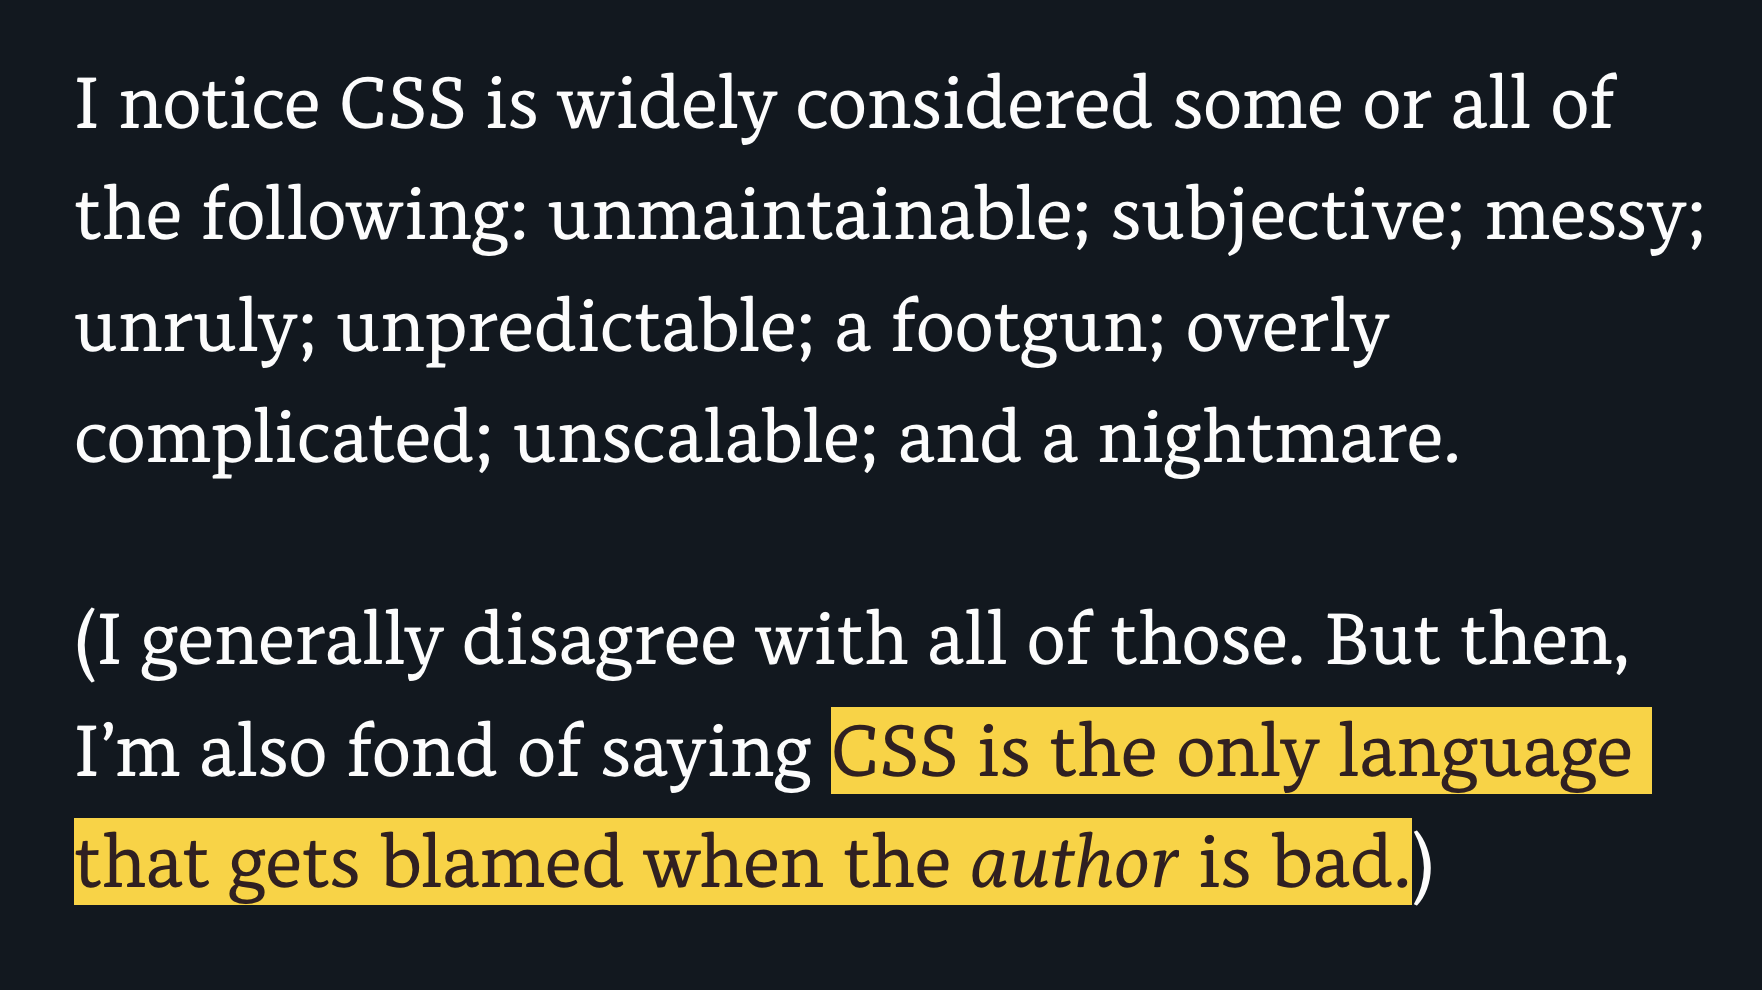 I notice CSS is widely considered some or all of
the following: unmaintainable; subjective; messy;
unruly; unpredictable; a footgun; overly
complicated; unscalable; and a nightmare.
(I generally disagree with all of those. But then,
I’m also fond of saying CSS is the only language
that gets blamed when the author is bad.)